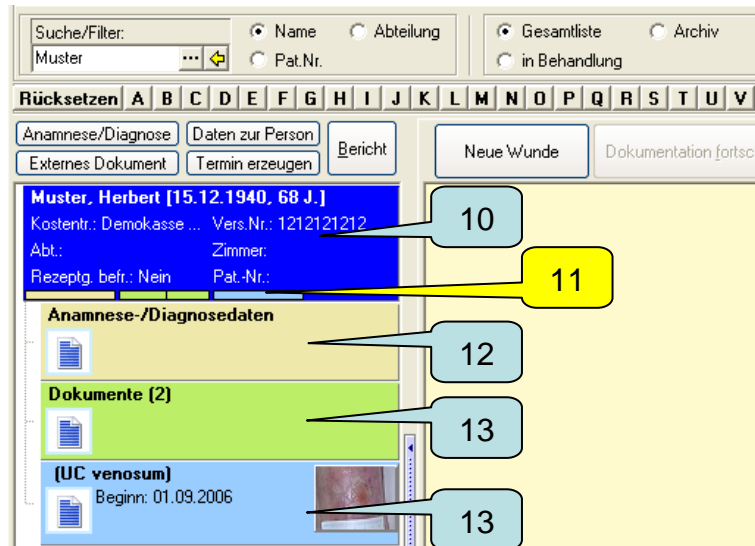 Suche/Filter:
Muster ...
Name Abteilung
Pat.Nr.
Gesamtliste Archiv
in Behandlung
Rücksetzen A B C D E F G H I J K L M N O P Q R S T U V
Anamnese/Diagnose Daten zur Person Bericht
Externes Dokument Termin erzeugen
Neue Wunde Dokumentation fortsc
Muster, Herbert [15.12.1940, 68 J.]
Kostentr.: Demokasse ... Vers.Nr.: 1212121212
Abt.: Zimmer:
Rezeptg. befr.: Nein Pat.-Nr.:
10
11
Anamnese-/Diagnosedaten
12
Dokumente (2)
13
(UC venosum)
Beginn: 01.09.2006
13